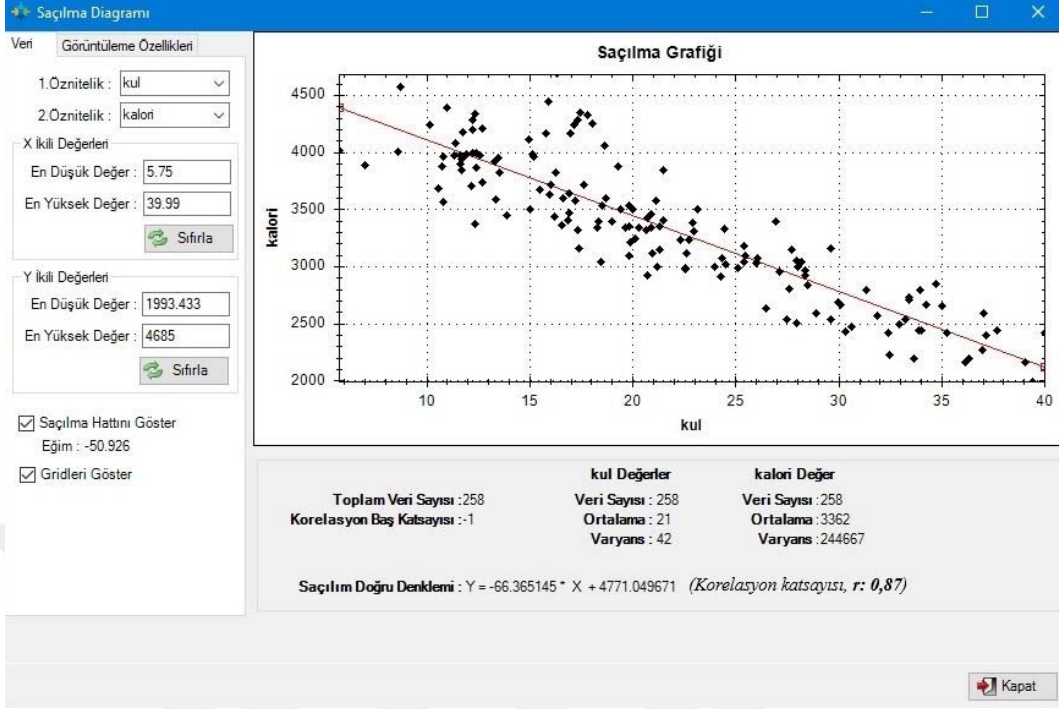 Saçılma Diagramı
Veri
Görüntüleme Özellikleri
1.Öznitelik : kul
2.Öznitelik : kalori
X İkili Değerleri
En Düşük Değer : 5.75
En Yüksek Değer : 39.99
Sıfırla
Y İkili Değerleri
En Düşük Değer : 1993.433
En Yüksek Değer : 4685
Sıfırla
Saçılma Hattını Göster
Eğim : -50.926
Gridleri Göster
Saçılma Grafiği
kalori
4500
4000
3500
3000
2500
2000
10 15 20 25 30 35 40
kul
kul Değerler kalori Değer
Toplam Veri Sayısı :258 Veri Sayısı : 258 Veri Sayısı :258
Korelasyon Baş Katsayısı :-1 Ortalama : 21 Ortalama :3362
Varyans : 42 Varyans :244667
Saçılım Doğru Denklemi : Y = -66.365145 * X + 4771.049671 (Korelasyon katsayısı, r: 0,87)
Kapat